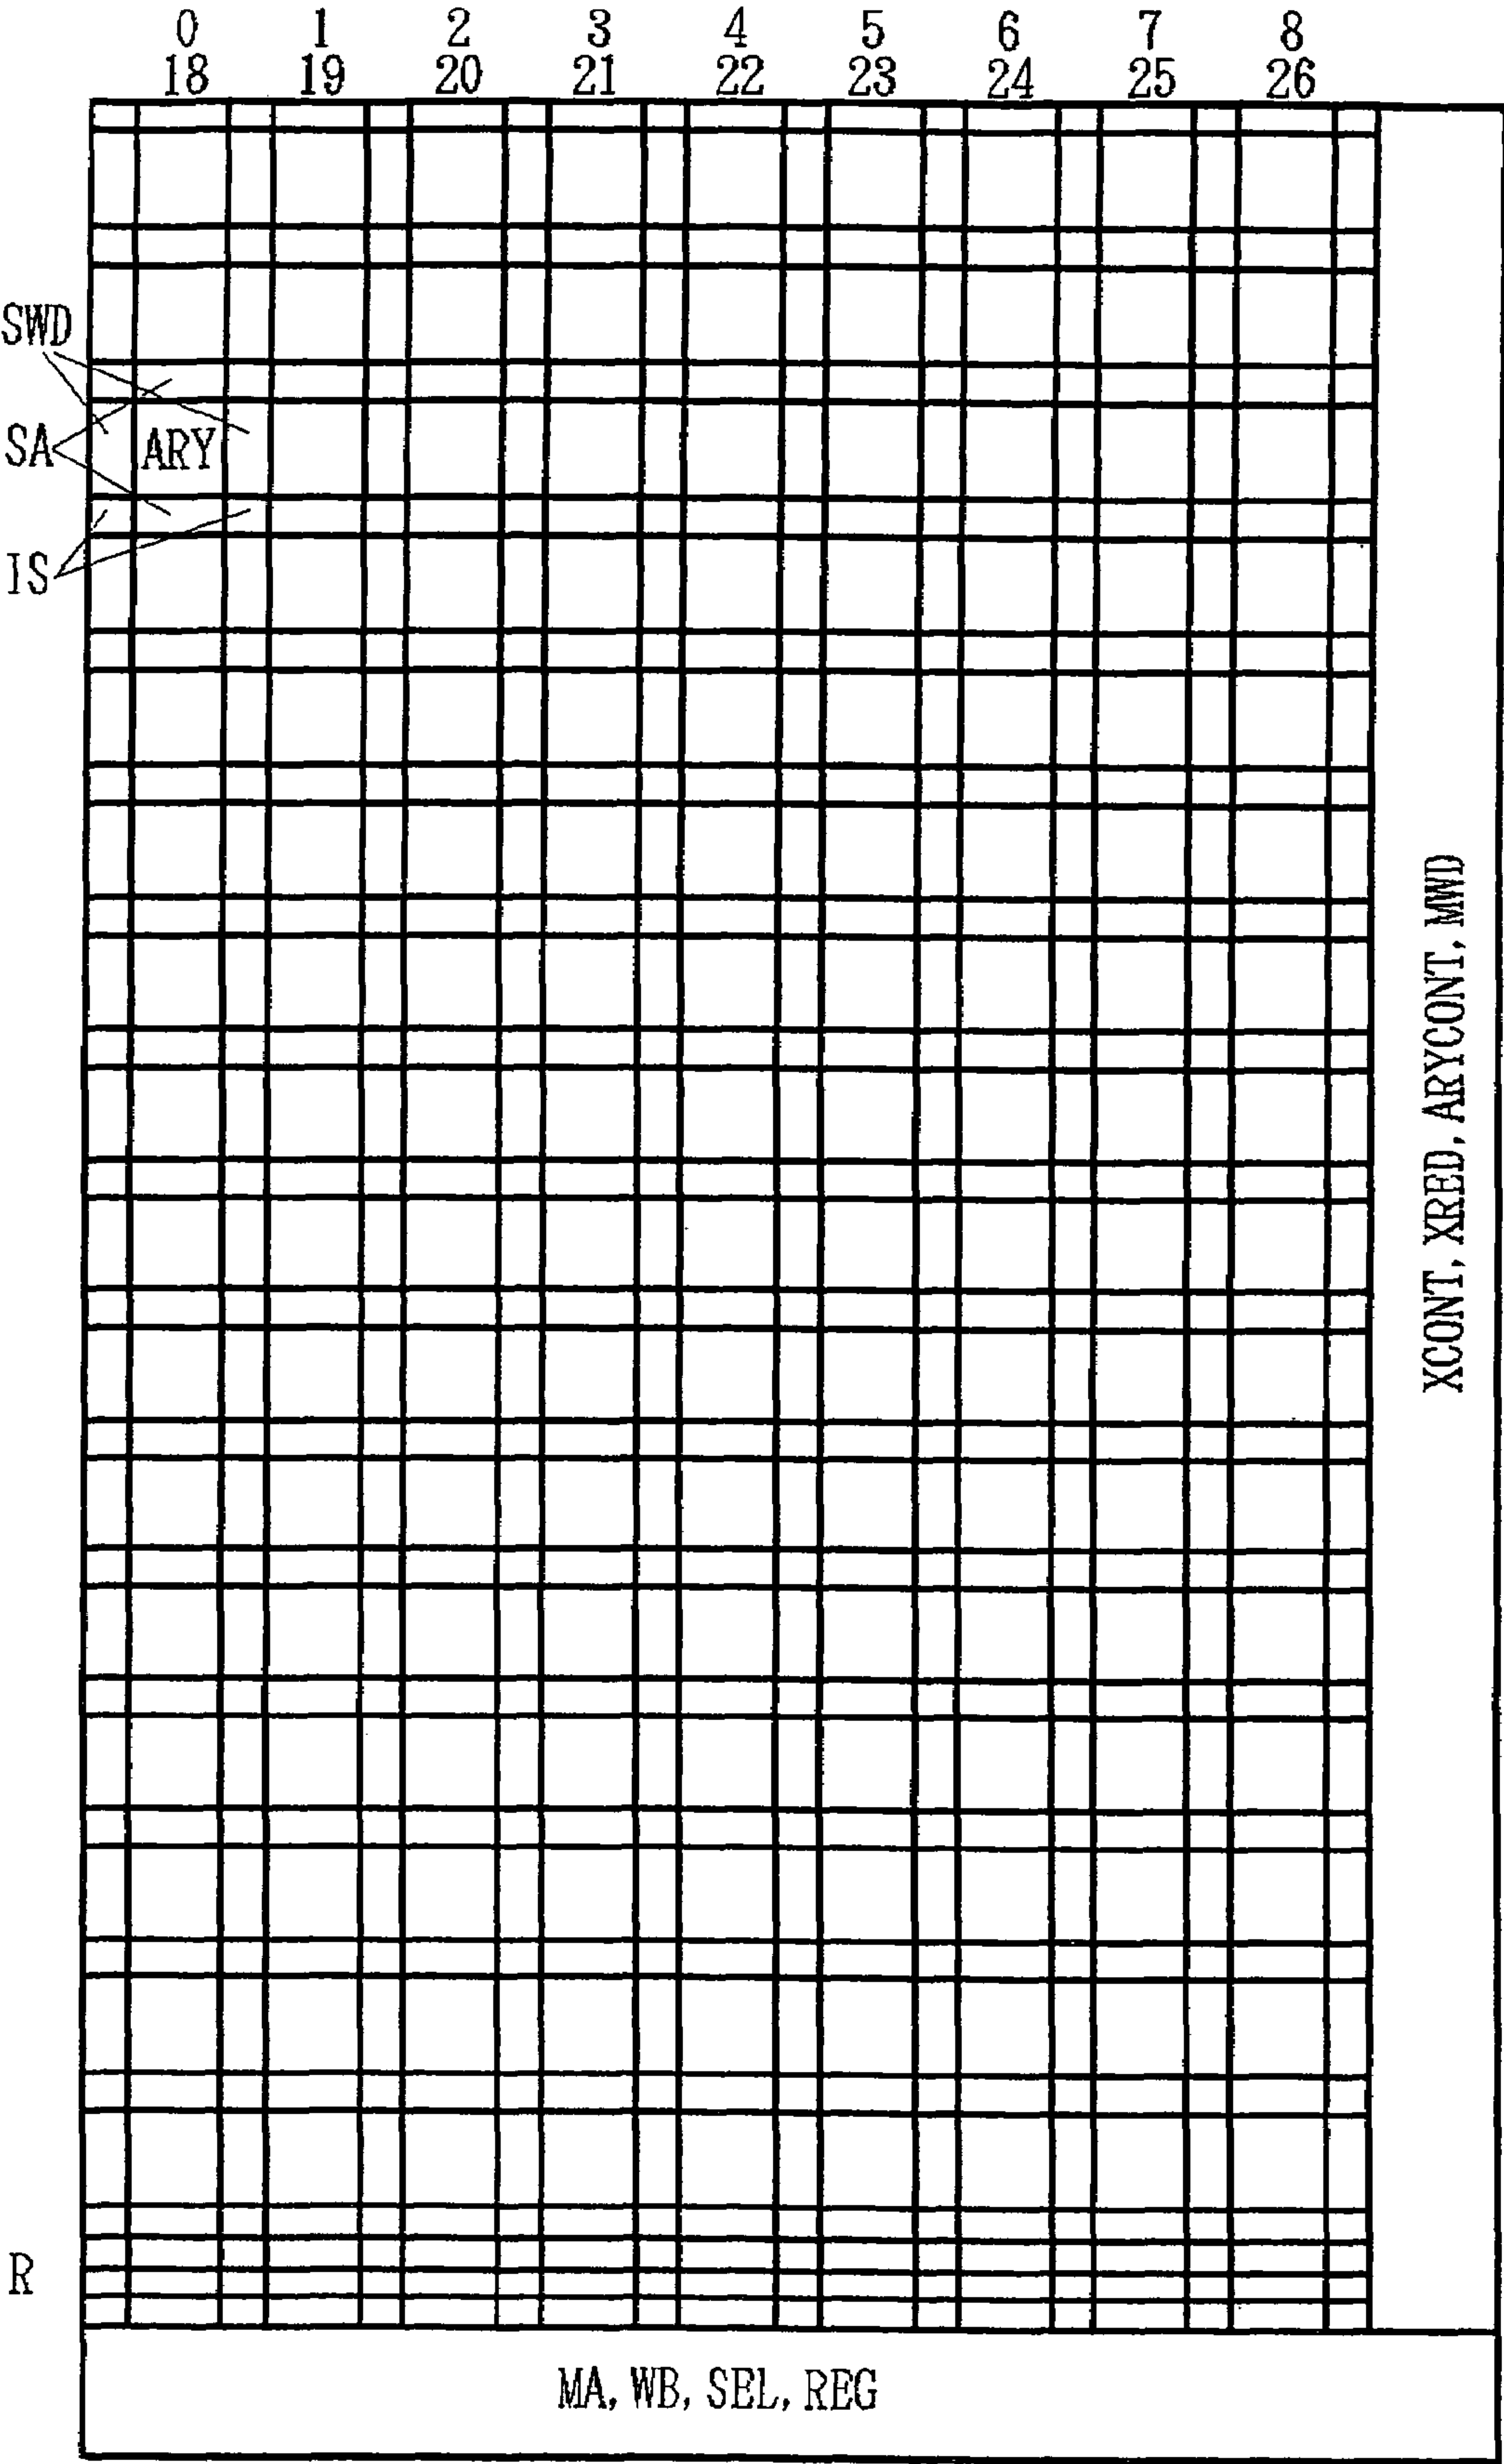 0 1 2 3 4 5 6 7 8
18 19 20 21 22 23 24 25 26
SWD
SA
ARY
IS
XCONT, XRED, ARYCONT, MWD
R
MA, WB, SEL, REG